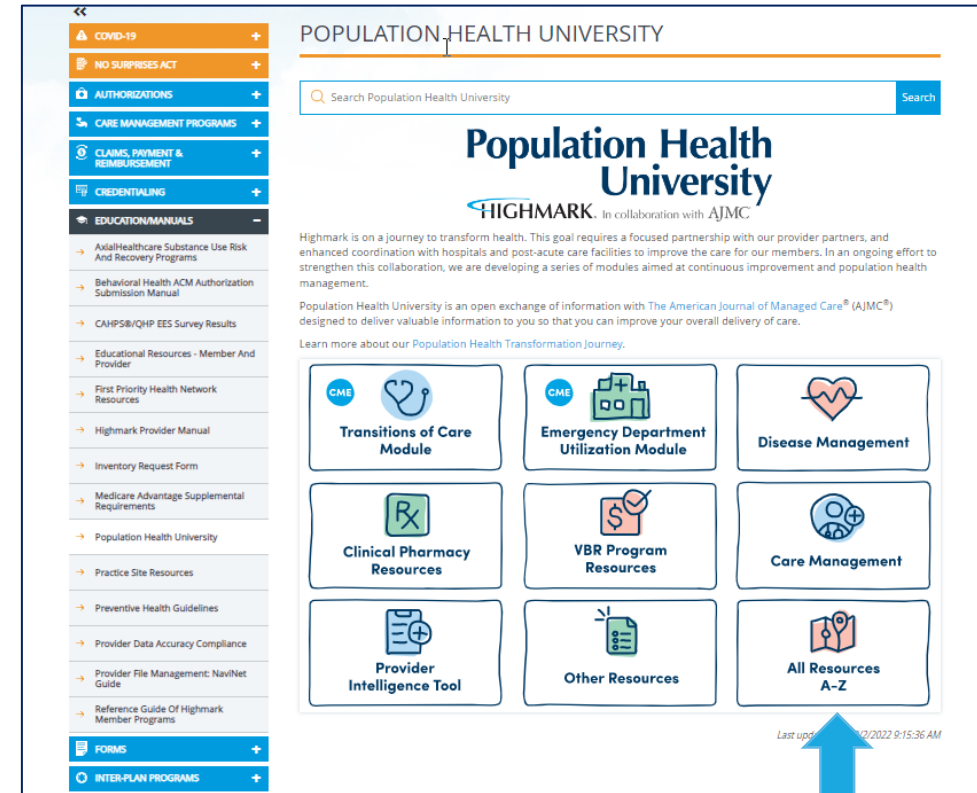 «
COVID-19 +
NO SURPRISES ACT +
AUTHORIZATIONS +
CARE MANAGEMENT PROGRAMS +
CLAIMS, PAYMENT &
REIMBURSEMENT +
CREDENTIALING +
EDUCATION/MANUALS −
→ AxialHealthcare Substance Use Risk
And Recovery Programs
→ Behavioral Health ACM Authorization
Submission Manual
→ CAHPS®/QHP EES Survey Results
→ Educational Resources - Member And
Provider
→ First Priority Health Network
Resources
→ Highmark Provider Manual
→ Inventory Request Form
→ Medicare Advantage Supplemental
Requirements
→ Population Health University
→ Practice Site Resources
→ Preventive Health Guidelines
→ Provider Data Accuracy Compliance
→ Provider File Management: NaviNet
Guide
→ Reference Guide Of Highmark
Member Programs
FORMS +
INTER-PLAN PROGRAMS +
POPULATION HEALTH UNIVERSITY
Search Population Health University
Search
Population Health
University
HIGHMARK. In collaboration with AJMC
Highmark is on a journey to transform health. This goal requires a focused partnership with our provider partners, and
enhanced coordination with hospitals and post-acute care facilities to improve the care for our members. In an ongoing effort to
strengthen this collaboration, we are developing a series of modules aimed at continuous improvement and population health
management.
Population Health University is an open exchange of information with The American Journal of Managed Care® (AJMC®)
designed to deliver valuable information to you so that you can improve your overall delivery of care.
Learn more about our Population Health Transformation Journey.
CME
Transitions of Care
Module
CME
Emergency Department
Utilization Module
Disease Management
Rx
Clinical Pharmacy
Resources
$
VBR Program
Resources
Care Management
Provider
Intelligence Tool
Other Resources
All Resources
A-Z
Last /2/2022 9:15:36 AM